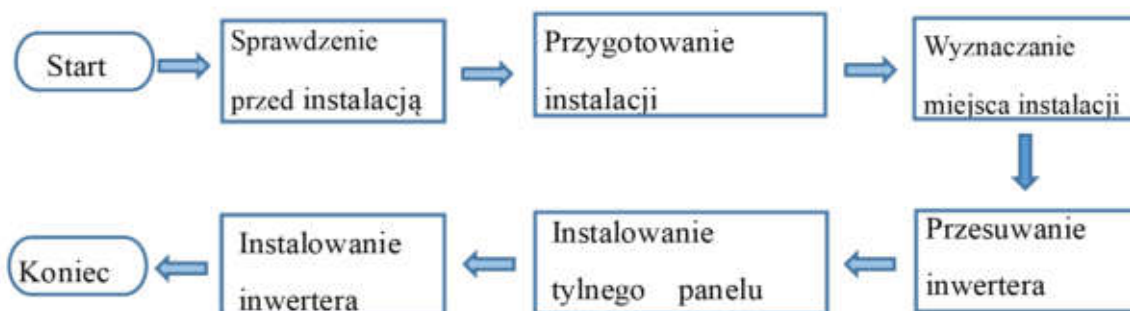 Start
Sprawdzenie
przed instalacją
Przygotowanie
instalacji
Wyznaczanie
miejsca instalacji
Przesuwanie
inwertera
Instalowanie
tylnego panelu
Instalowanie
inwertera
Koniec